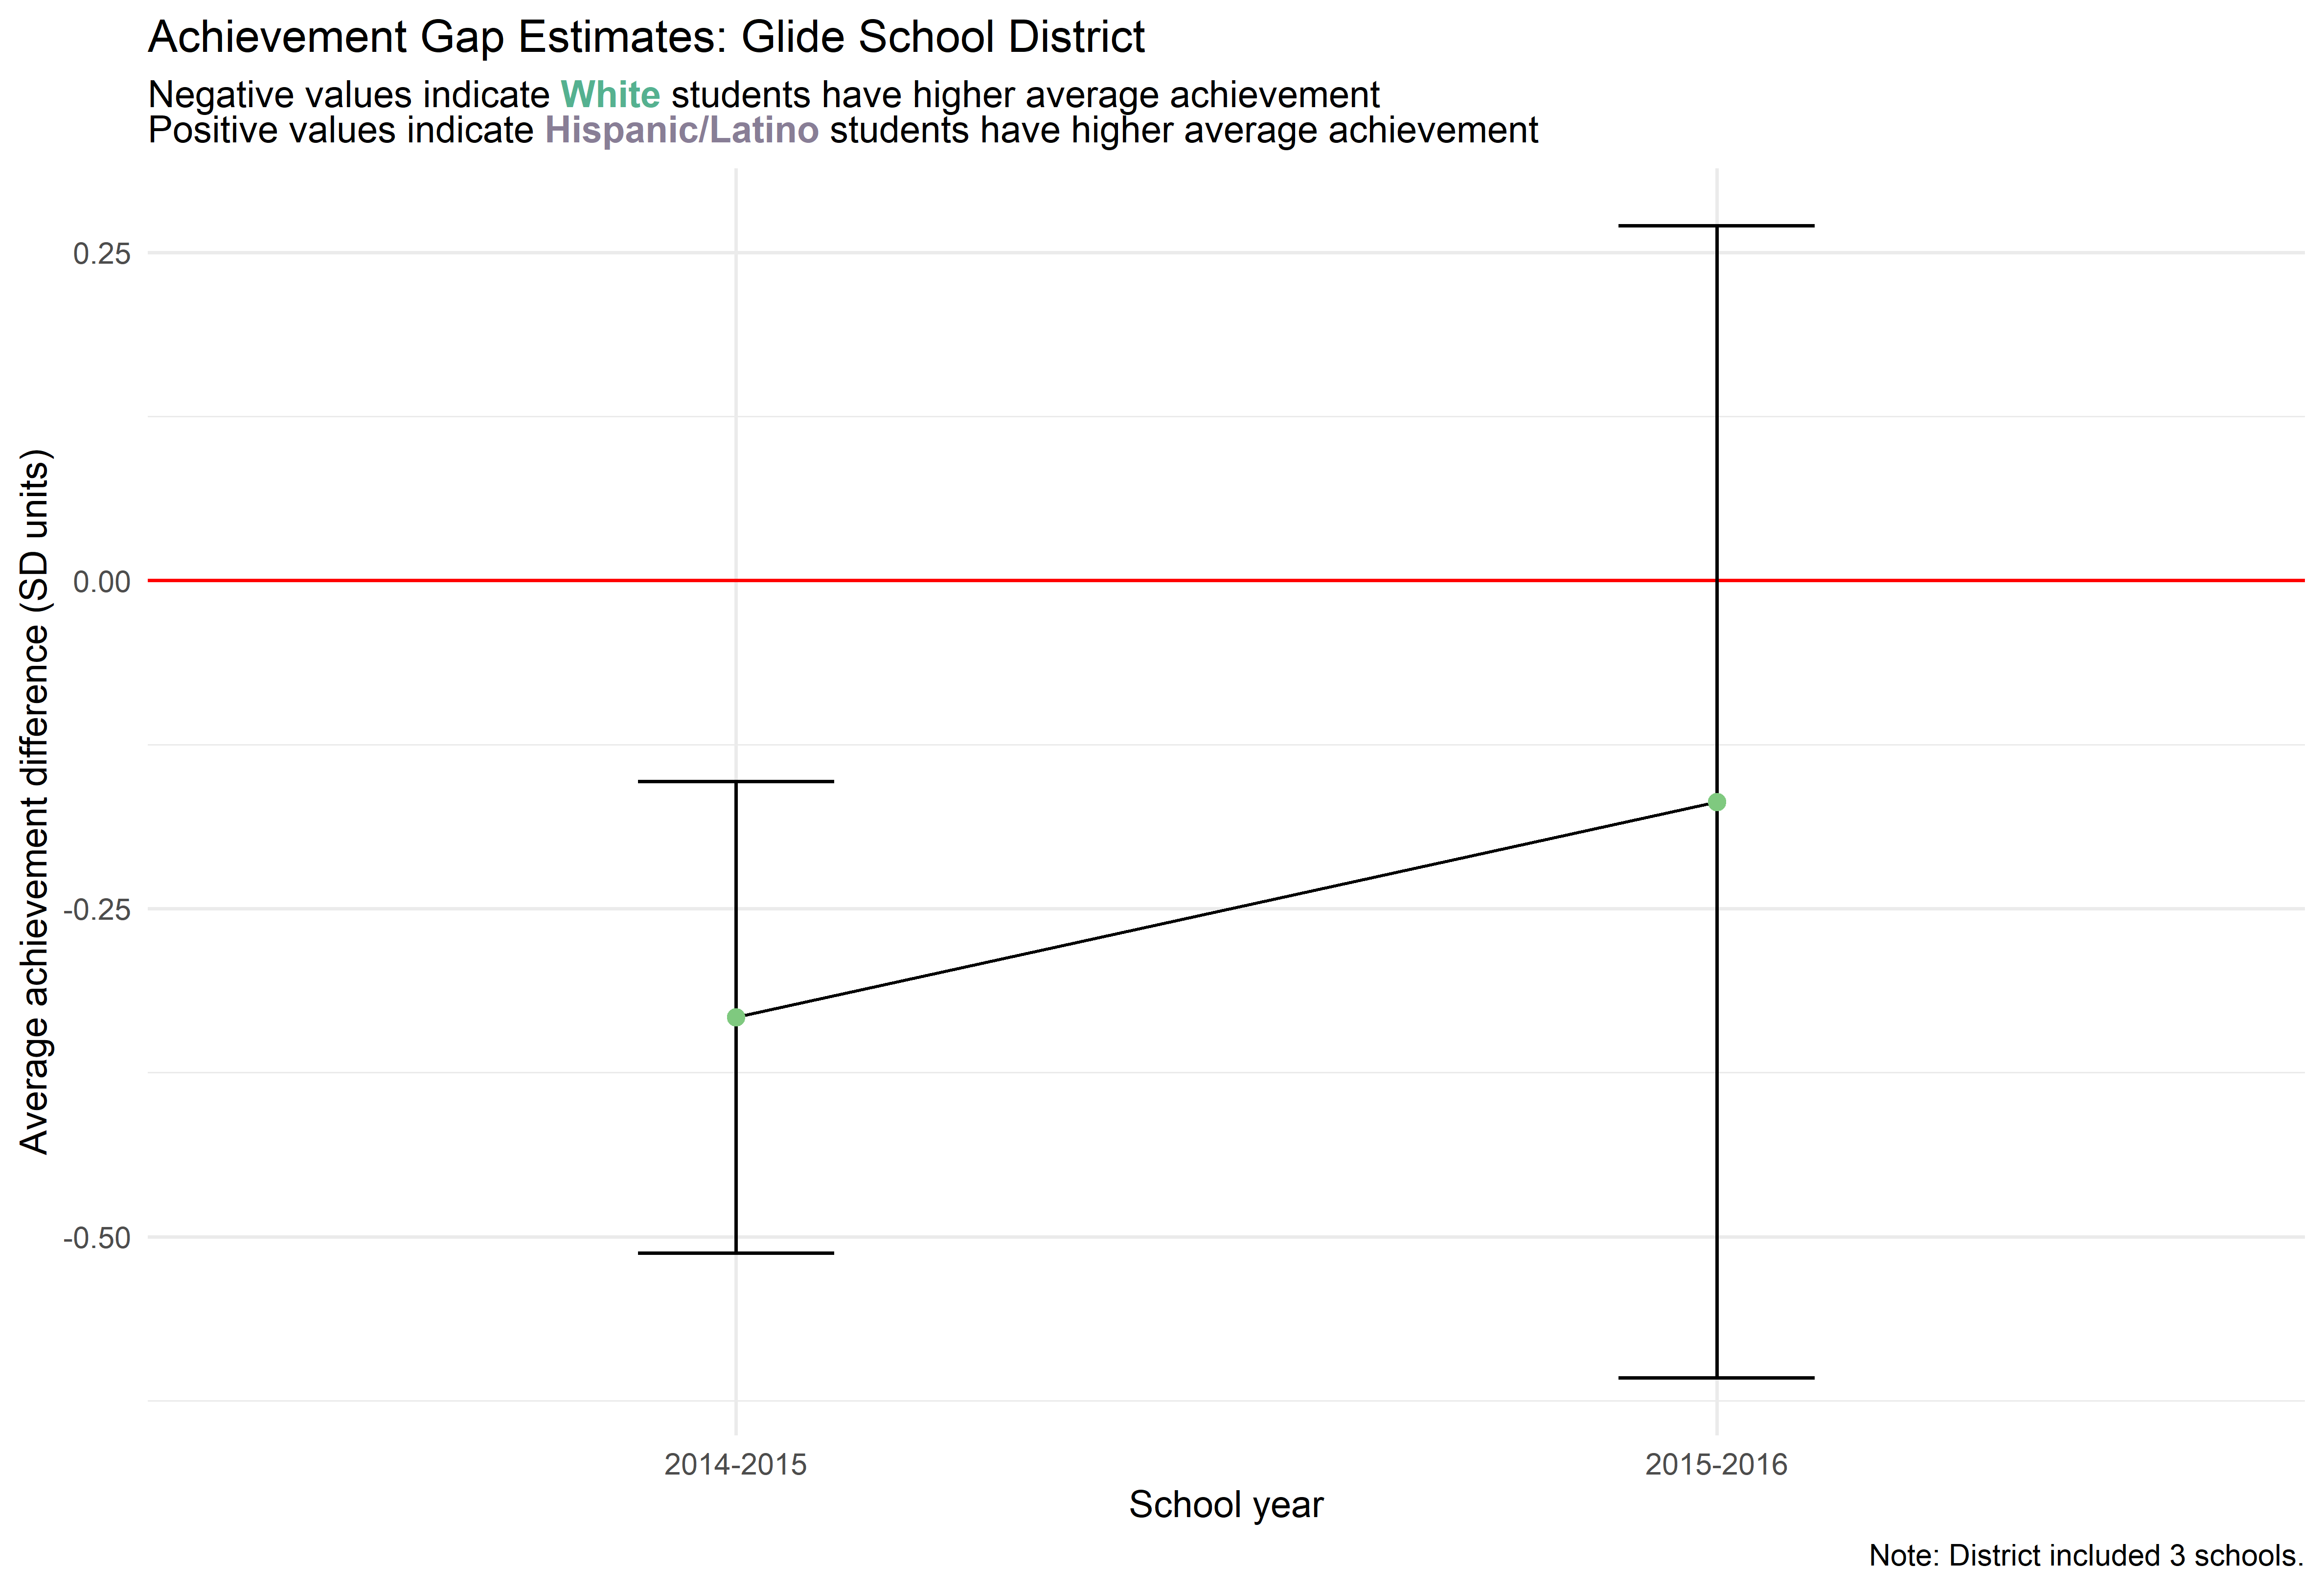 Achievement Gap Estimates: Glide School District
Negative values indicate White students have higher average achievement
Positive values indicate Hispanic/Latino students have higher average achievement
Average achievement difference (SD units)
0.25
0.00
-0.25
-0.50
2014-2015
2015-2016
School year
Note: District included 3 schools.